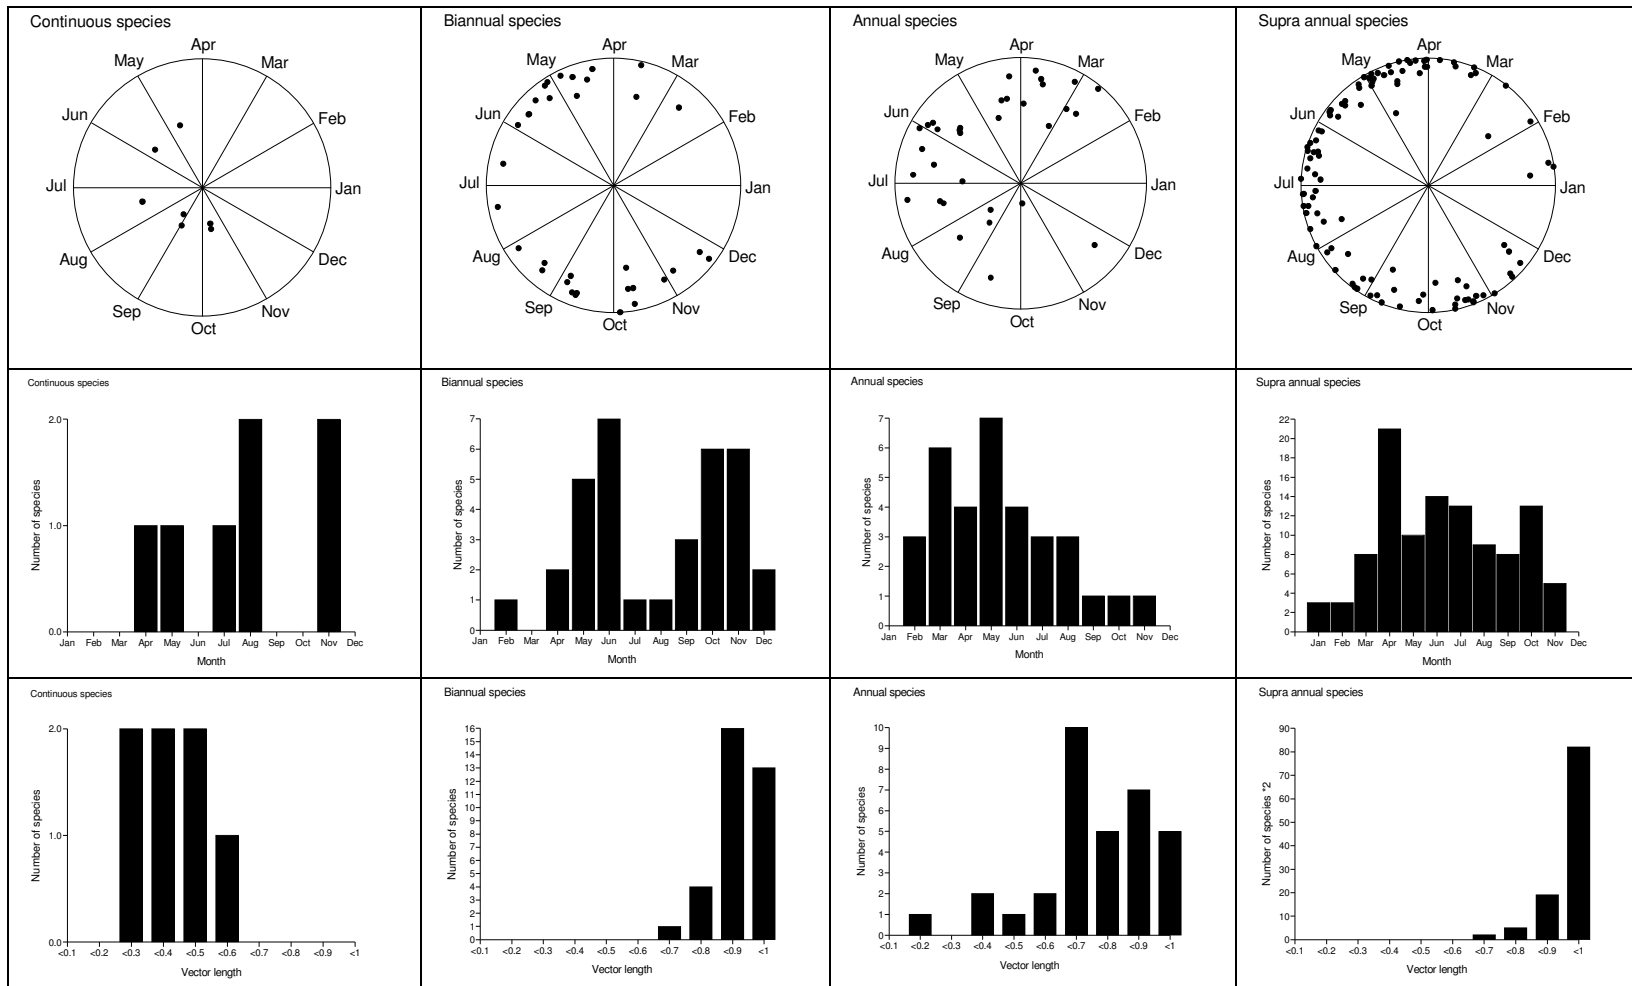 Continuous species
Apr
May
Mar
Jun
Feb
Jul
Jan
Aug
Dec
Sep
Nov
Oct
Biannual species
Apr
May
Mar
Jun
Feb
Jul
Jan
Aug
Dec
Sep
Nov
Oct
Annual species
Apr
May
Mar
Jun
Feb
Jul
Jan
Aug
Dec
Sep
Nov
Oct
Supra annual species
Apr
May
Mar
Jun
Feb
Jul
Jan
Aug
Dec
Sep
Nov
Oct
Continuous species
2.0
1.0
0.0
Number of species
Jan Feb Mar Apr May Jun Jul Aug Sep Oct Nov Dec
Month
Biannual species
7
6
5
4
3
2
1
0
Number of species
Jan Feb Mar Apr May Jun Jul Aug Sep Oct Nov Dec
Month
Annual species
7
6
5
4
3
2
1
0
Number of species
Jan Feb Mar Apr May Jun Jul Aug Sep Oct Nov Dec
Month
Supra annual species
22
20
18
16
14
12
10
8
6
4
2
0
Number of species
Jan Feb Mar Apr May Jun Jul Aug Sep Oct Nov Dec
Month
Continuous species
2.0
1.0
0.0
Number of species
<0.1 <0.2 <0.3 <0.4 <0.5 <0.6 <0.7 <0.8 <0.9 <1
Vector length
Biannual species
16
15
14
13
12
11
10
9
8
7
6
5
4
3
2
1
0
Number of species
<0.1 <0.2 <0.3 <0.4 <0.5 <0.6 <0.7 <0.8 <0.9 <1
Vector length
Annual species
10
9
8
7
6
5
4
3
2
1
0
Number of species
<0.1 <0.2 <0.3 <0.4 <0.5 <0.6 <0.7 <0.8 <0.9 <1
Vector length
Supra annual species
90
80
70
60
50
40
30
20
10
0
Number of species *2
<0.1 <0.2 <0.3 <0.4 <0.5 <0.6 <0.7 <0.8 <0.9 <1
Vector length